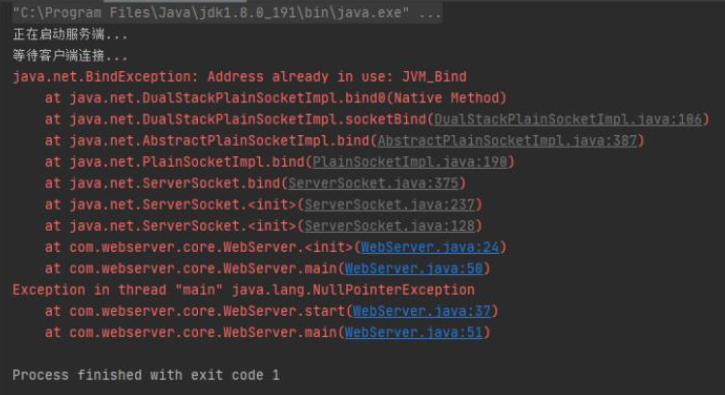 "C:\Program Files\Java\jdk1.8.0_191\bin\java.exe" ...
正在启动服务端...
等待客户端连接...
java.net.BindException: Address already in use: JVM_Bind
at java.net.DualStackPlainSocketImpl.bind0(Native Method)
at java.net.DualStackPlainSocketImpl.socketBind(DualStackPlainSocketImpl.java:106)
at java.net.AbstractPlainSocketImpl.bind(AbstractPlainSocketImpl.java:387)
at java.net.PlainSocketImpl.bind(PlainSocketImpl.java:190)
at java.net.ServerSocket.bind(ServerSocket.java:375)
at java.net.ServerSocket.<init>(ServerSocket.java:237)
at java.net.ServerSocket.<init>(ServerSocket.java:128)
at com.webserver.core.WebServer.<init>(WebServer.java:24)
at com.webserver.core.WebServer.main(WebServer.java:50)
Exception in thread "main" java.lang.NullPointerException
at com.webserver.core.WebServer.start(WebServer.java:37)
at com.webserver.core.WebServer.main(WebServer.java:51)
Process finished with exit code 1